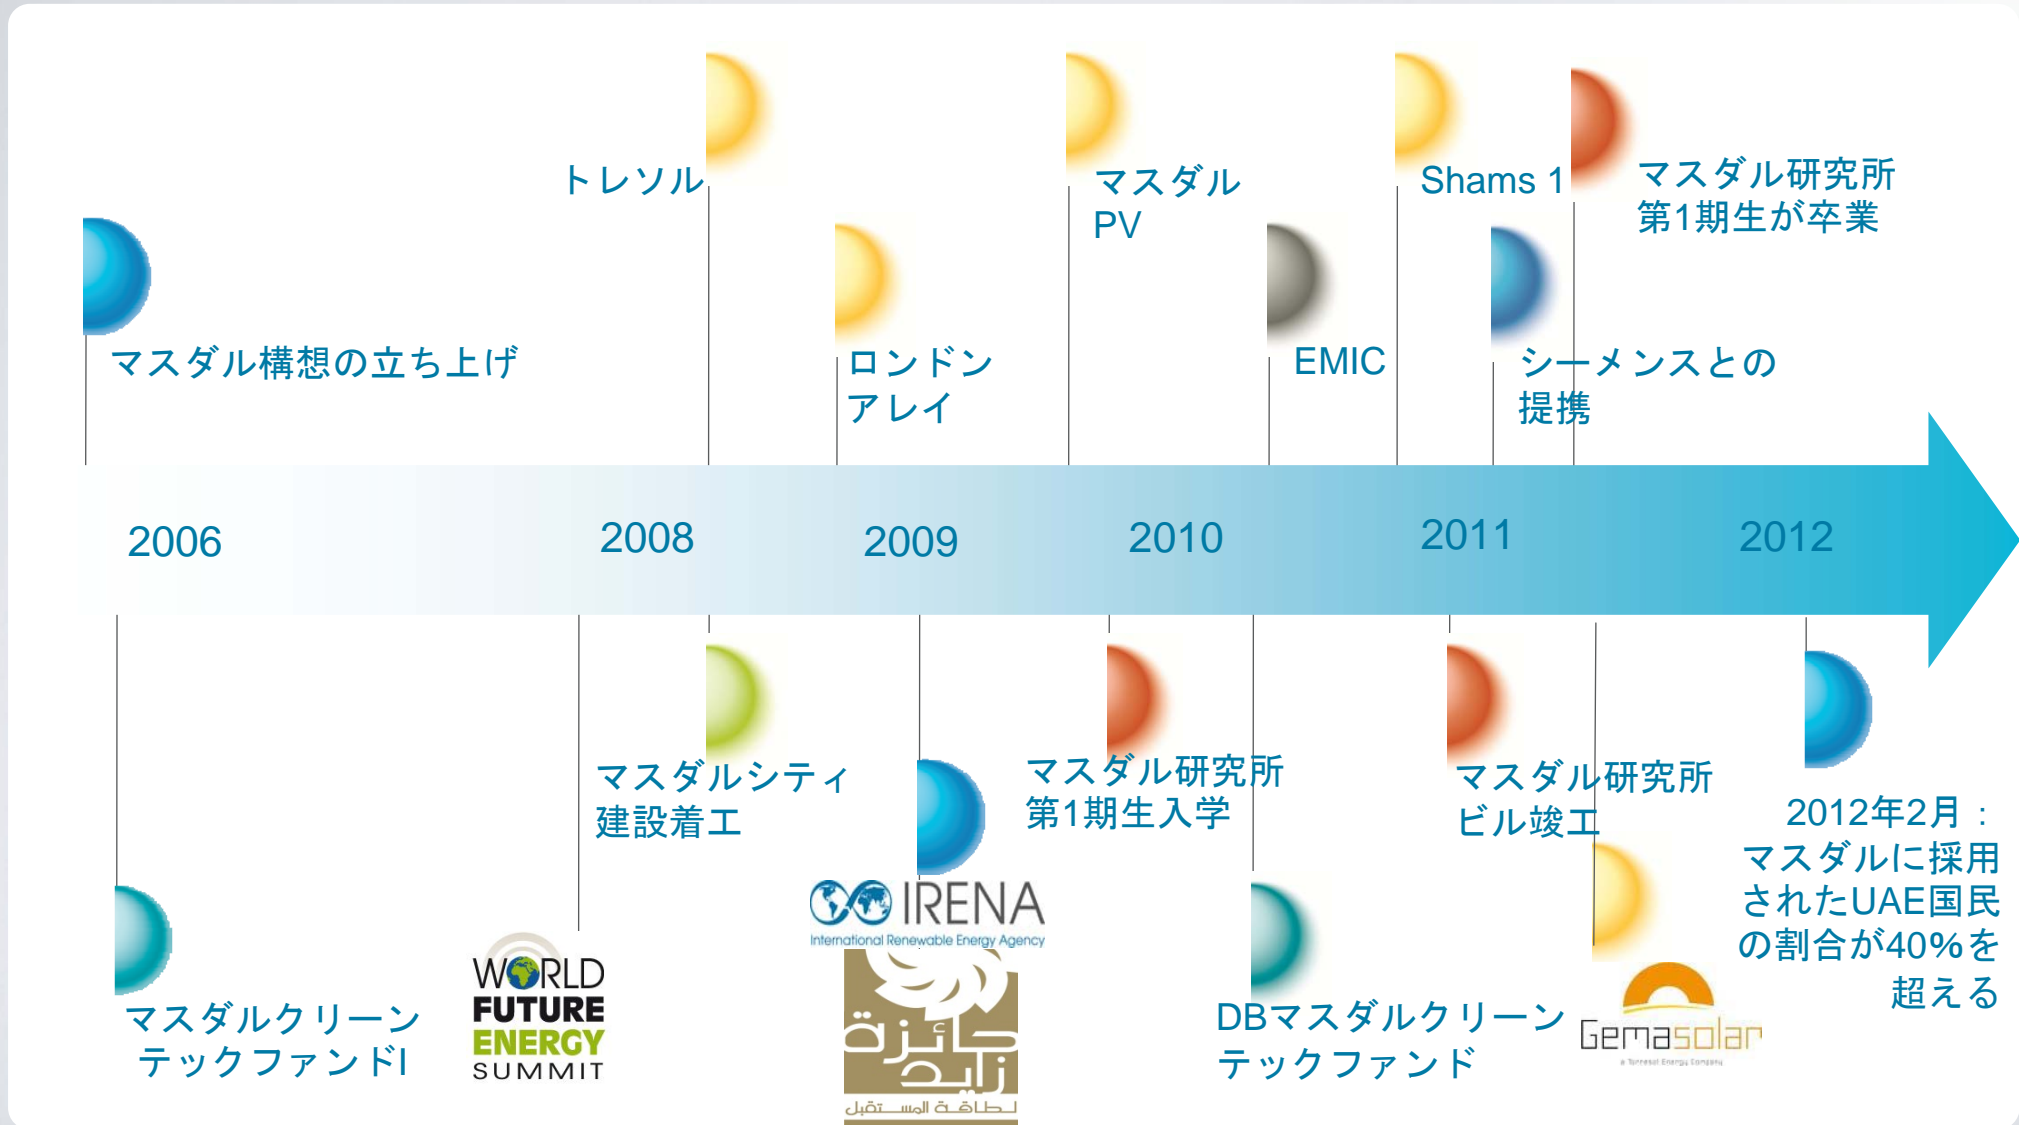 トレソル
マスダル
PV
Shams 1
マスダル研究所
第1期生が卒業
マスダル構想の立ち上げ
ロンドン
アレイ
EMIC
シーメンスとの
提携
2006
2008
2009
2010
2011
2012
マスダルシティ
建設着工
マスダル研究所
第1期生入学
マスダル研究所
ビル竣工
2012年2月：
マスダルに採用
されたUAE国民
の割合が40%を
超える
マスダルクリーン
テックファンドI
WORLD
FUTURE
ENERGY
SUMMIT
IRENA
International Renewable Energy Agency
جائزة
زايد
لطاقة المستقبل
DBマスダルクリーン
テックファンド
Gemasolar
a Torresol Energy Company